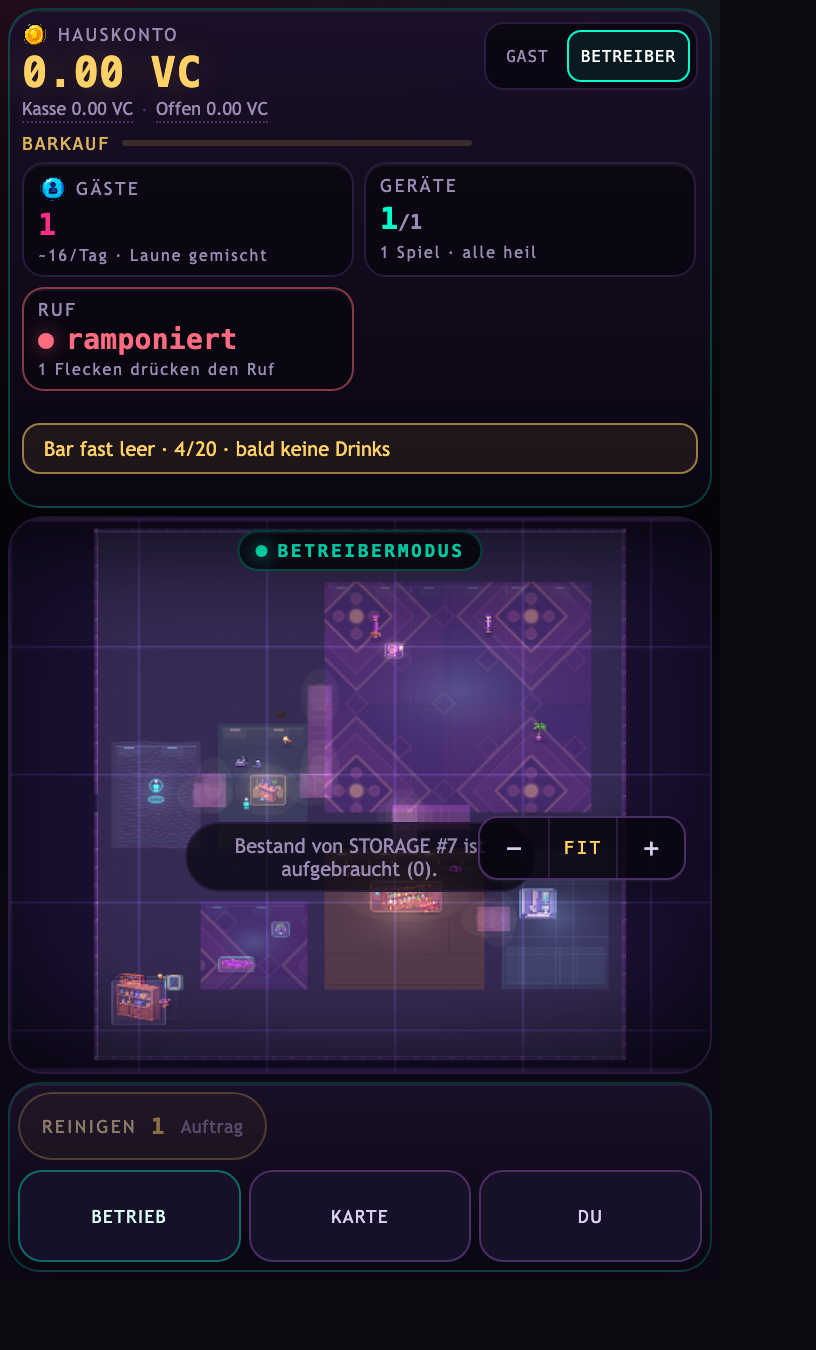 HAUSKONTO
0.00 VC
Kasse 0.00 VC · Offen 0.00 VC
GAST
BETREIBER
BARKAUF
GÄSTE
1
~16/Tag · Laune gemischt
GERÄTE
1/1
1 Spiel · alle heil
RUF
ramponiert
1 Flecken drücken den Ruf
Bar fast leer · 4/20 · bald keine Drinks
BETREIBERMODUS
Bestand von STORAGE #7 ist
aufgebraucht (0).
− FIT +
REINIGEN 1 Auftrag
BETRIEB
KARTE
DU